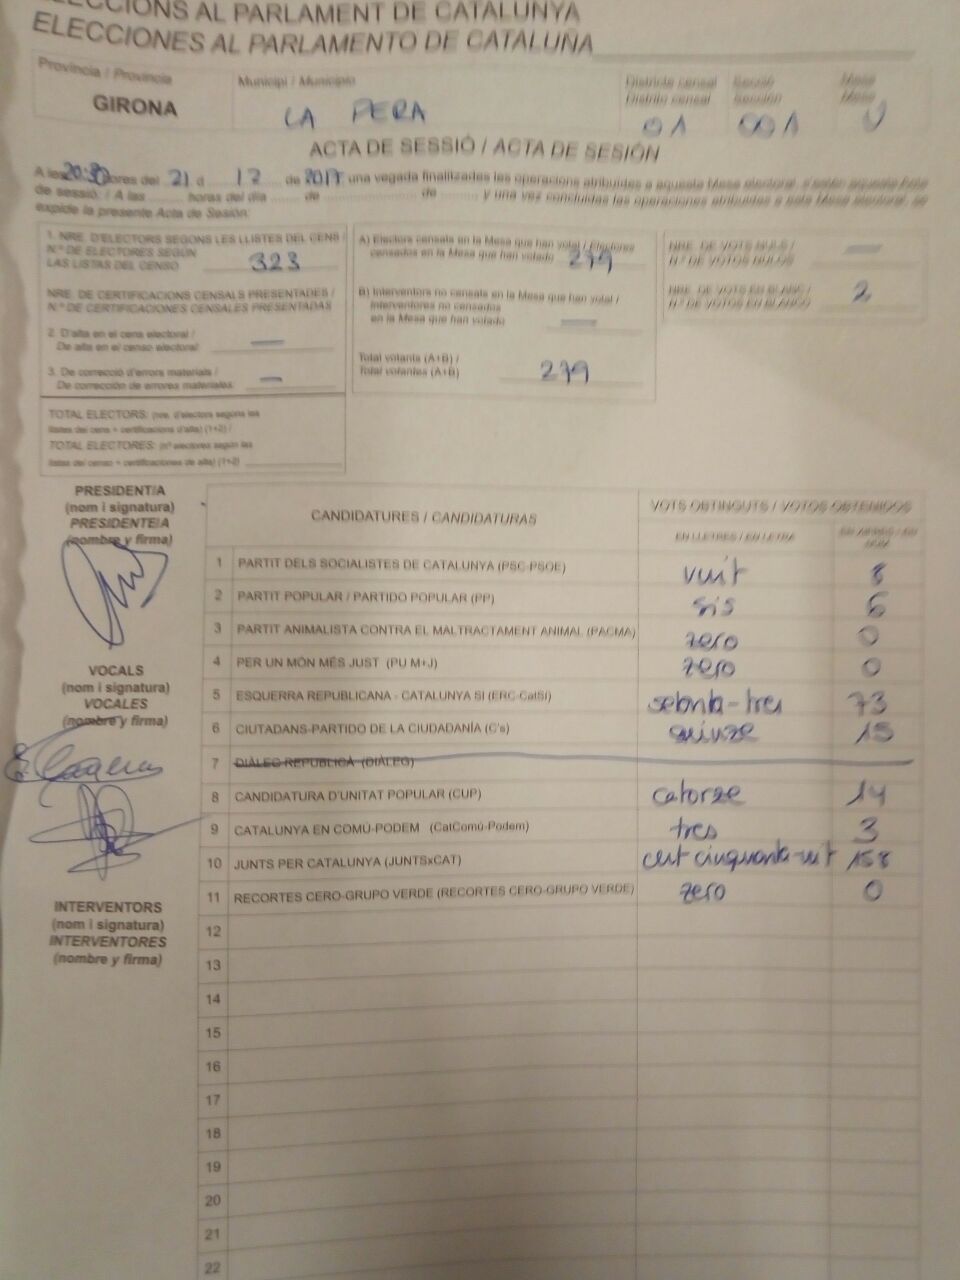 ELECCIONS AL PARLAMENT DE CATALUNYA
ELECCIONES AL PARLAMENTO DE CATALUÑA
Província / Provincia
Municipi / Municipio
Districte censal
Distrito censal
Secció
Sección
Mesa
Mesa
GIRONA
LA PERA
01
001
U
ACTA DE SESSIÓ / ACTA DE SESIÓN
A les 20:30 hores del 21 d 12 de 2017 una vegada finalitzades les operacions atribuïdes a aquesta Mesa electoral, s'estén aquesta Acta
de sessió. / A las ........ horas del día ........ de ........ de ........ y una vez concluidas las operaciones atribuidas a esta Mesa electoral, se
expide la presente Acta de Sesión:
1. NRE. D'ELECTORS SEGONS LES LLISTES DEL CENS /
N.º DE ELECTORES SEGÚN
LAS LISTAS DEL CENSO 323
NRE. DE CERTIFICACIONS CENSALS PRESENTADES /
N.º DE CERTIFICACIONES CENSALES PRESENTADAS
2. D'alta en el cens electoral /
De alta en el censo electoral: —
3. De correcció d'errors materials /
De corrección de errores materiales: —
TOTAL ELECTORS: (nre. d'electors segons les
llistes del cens + certificacions d'alta) (1+2) /
TOTAL ELECTORES: (nº electores según las
listas del censo + certificaciones de alta) (1+2)
A) Electors censats en la Mesa que han votat / Electores
censados en la Mesa que han votado 279
B) Interventors no censats en la Mesa que han votat /
Interventores no censados
en la Mesa que han votado —
Total votants (A+B) /
Total votantes (A+B) 279
NRE. DE VOTS NULS /
N.º DE VOTOS NULOS —
NRE. DE VOTS EN BLANC /
N.º DE VOTOS EN BLANCO 2
PRESIDENT/A
(nom i signatura)
PRESIDENTE/A
(nombre y firma)
VOCALS
(nom i signatura)
VOCALES
(nombre y firma)
INTERVENTORS
(nom i signatura)
INTERVENTORES
(nombre y firma)
CANDIDATURES / CANDIDATURAS
VOTS OBTINGUTS / VOTOS OBTENIDOS
EN LLETRES / EN LETRA
1 PARTIT DELS SOCIALISTES DE CATALUNYA (PSC-PSOE) vuit 8
2 PARTIT POPULAR / PARTIDO POPULAR (PP) sis 6
3 PARTIT ANIMALISTA CONTRA EL MALTRACTAMENT ANIMAL (PACMA) zero 0
4 PER UN MÓN MÉS JUST (PU M+J) zero 0
5 ESQUERRA REPUBLICANA - CATALUNYA SI (ERC-CatSI) setanta-tres 73
6 CIUTADANS-PARTIDO DE LA CIUDADANÍA (C's) quinze 15
7 DIÀLEG REPUBLICÀ (DIÀLEG)
8 CANDIDATURA D'UNITAT POPULAR (CUP) catorze 14
9 CATALUNYA EN COMÚ-PODEM (CatComú-Podem) tres 3
10 JUNTS PER CATALUNYA (JUNTSxCAT) cent cinquanta-vuit 158
11 RECORTES CERO-GRUPO VERDE (RECORTES CERO-GRUPO VERDE) zero 0
12
13
14
15
16
17
18
19
20
21
22